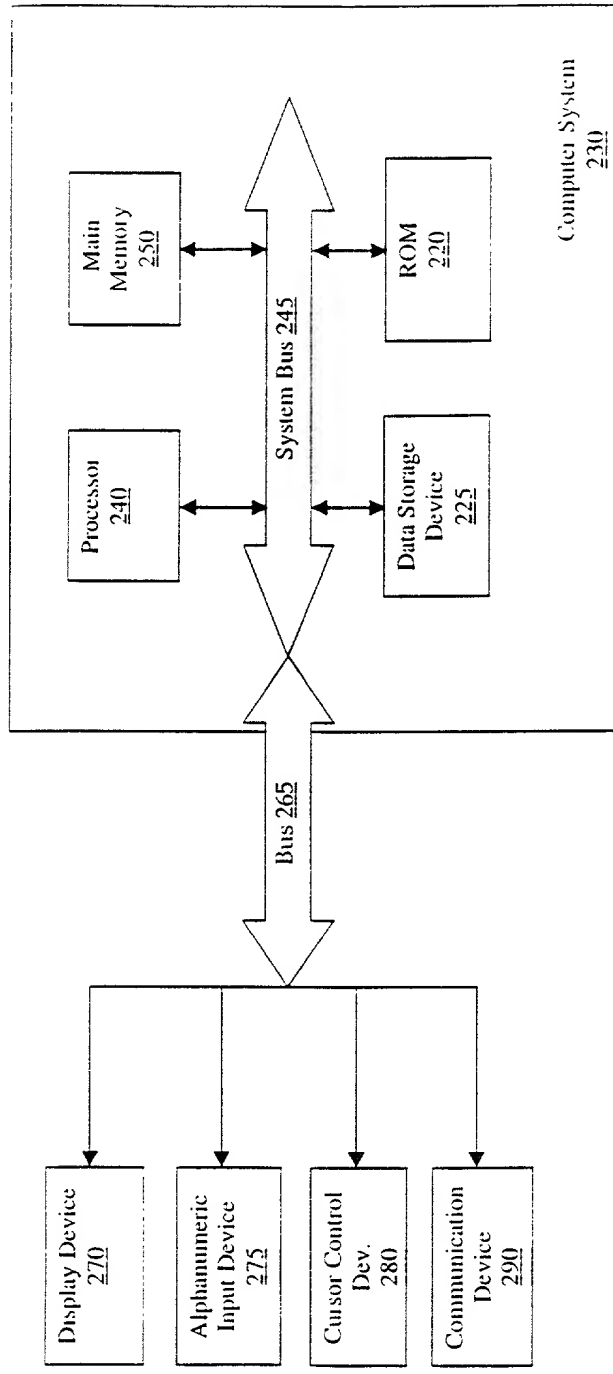 Display Device
270
Alphanumeric
Input Device
275
Cursor Control
Dev. 280
Communication
Device
290
Bus 265
Processor
240
Main
Memory
250
System Bus 245
Data Storage
Device
225
ROM
220
Computer System
230